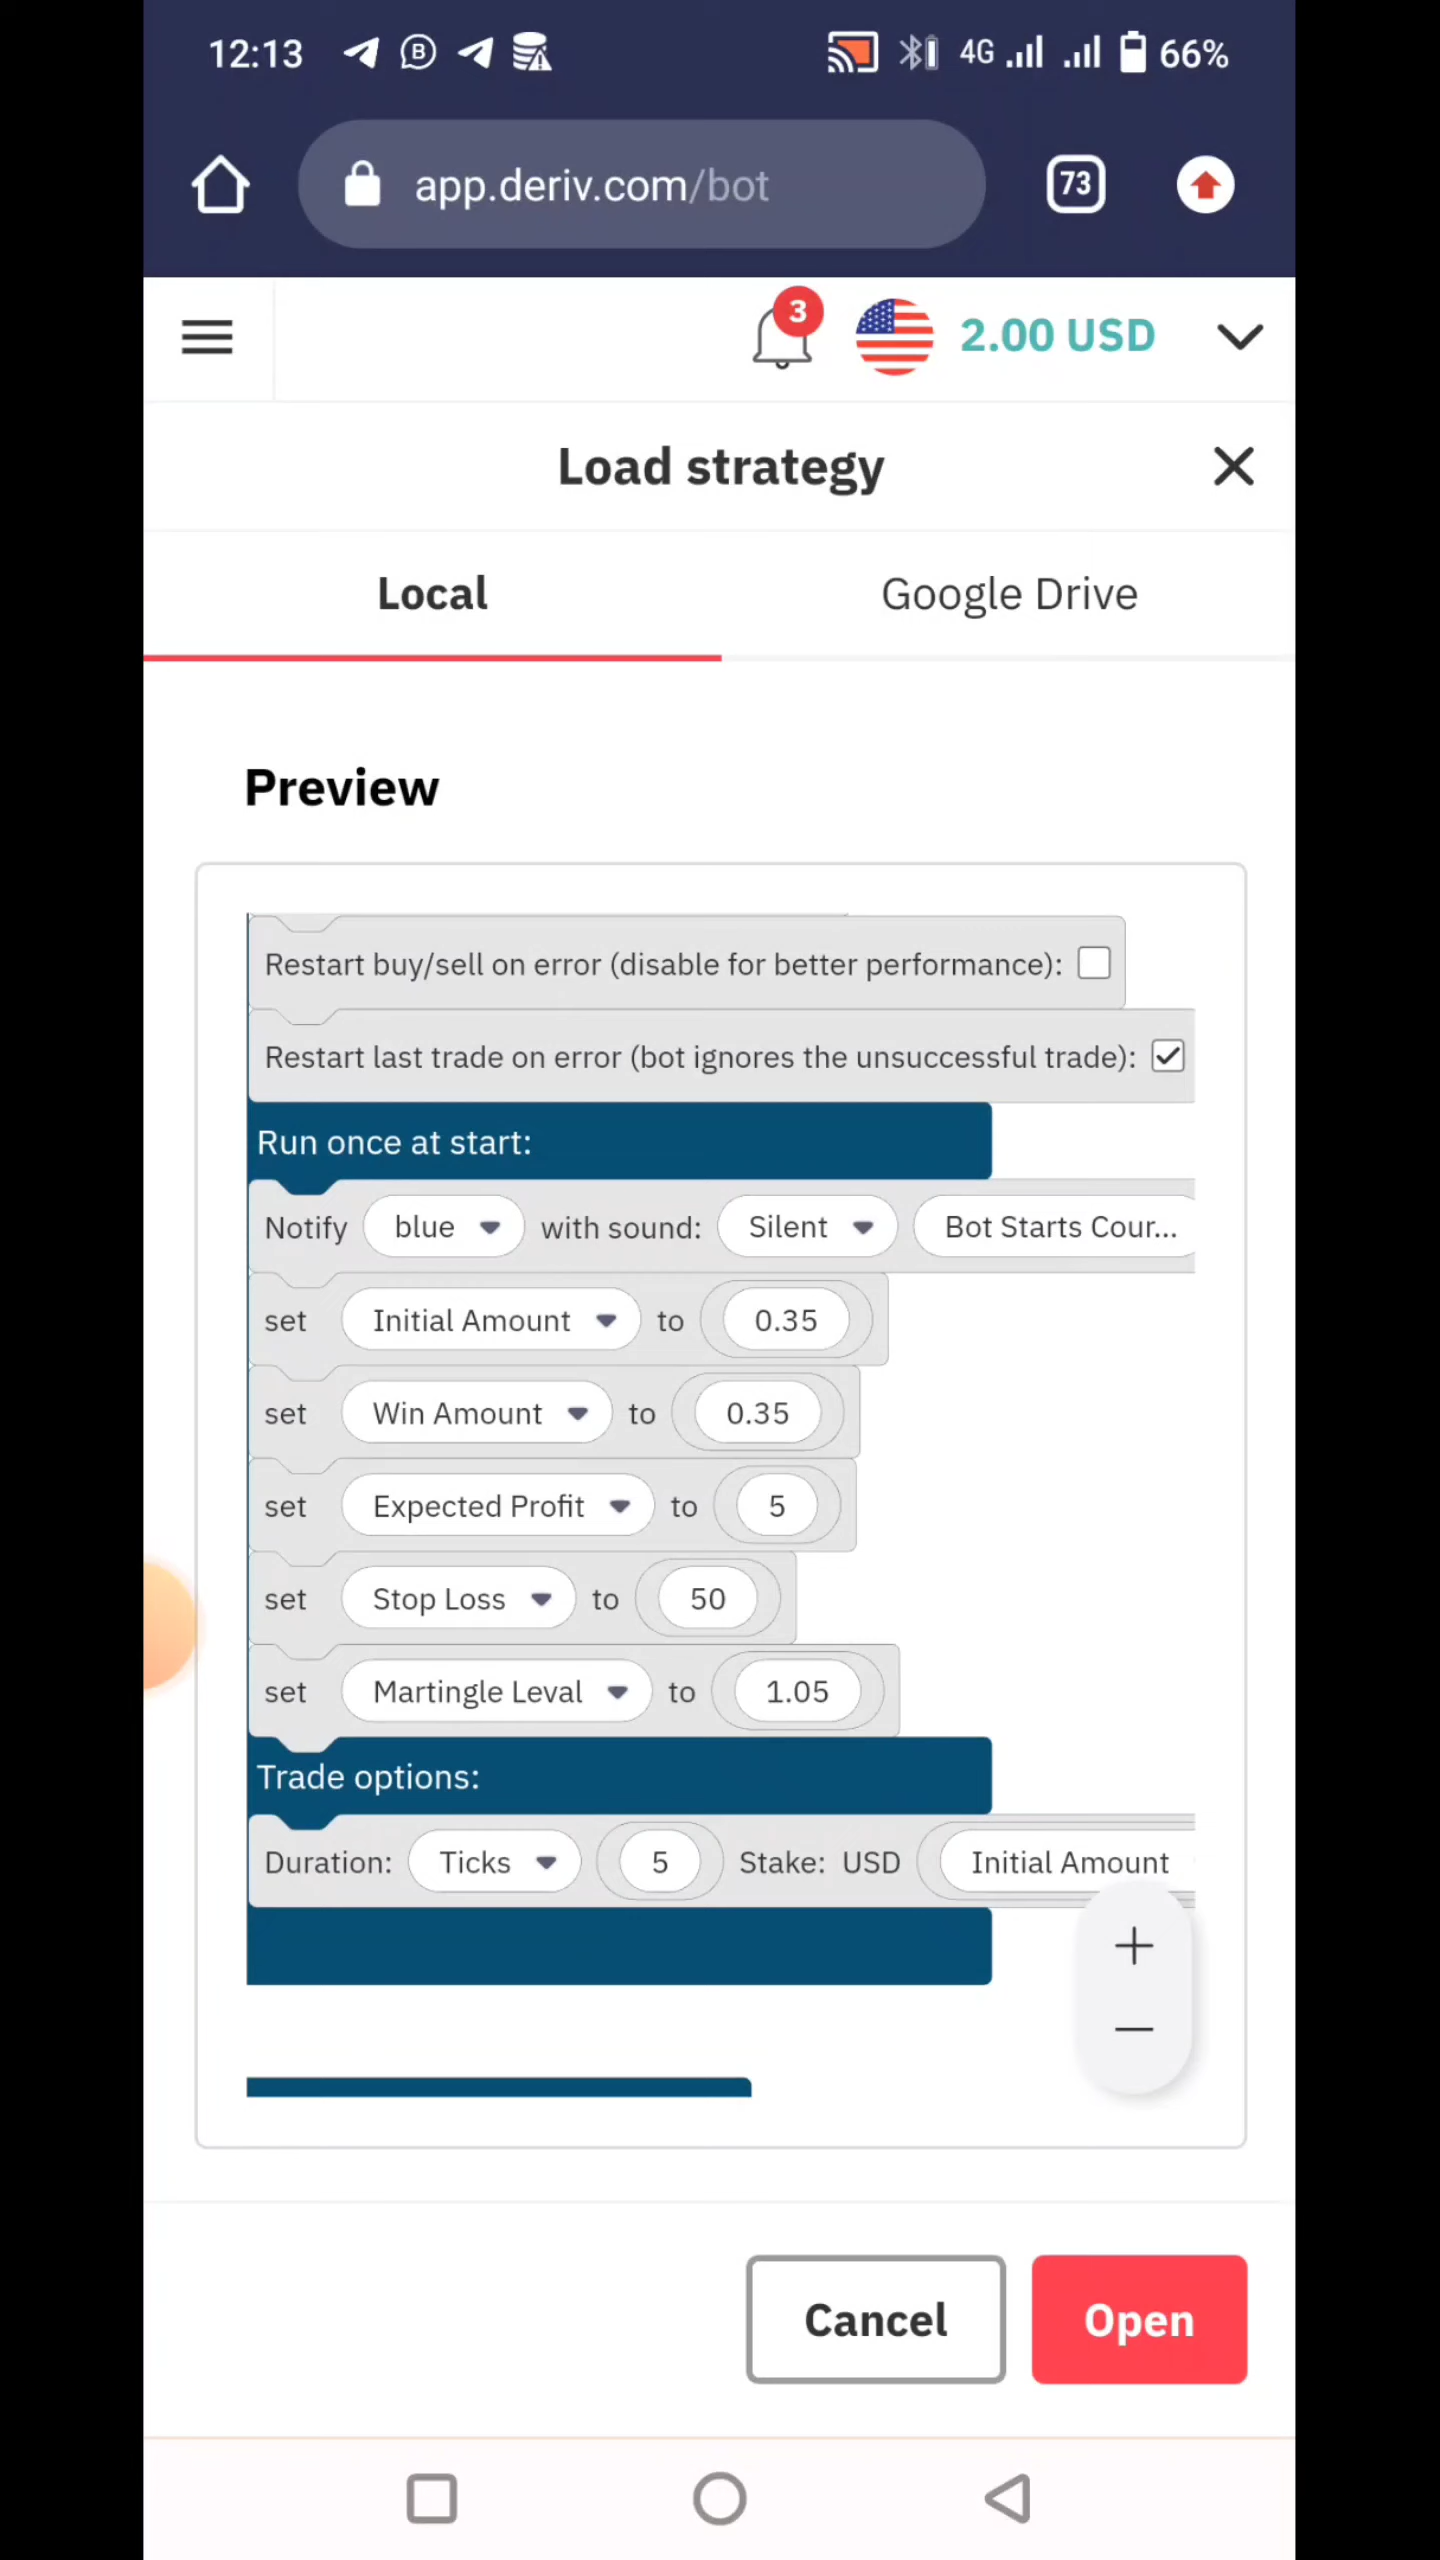 12:13 B 4G 66%
app.deriv.com/bot 73
3 2.00 USD
Load strategy
Local Google Drive
Preview
Restart buy/sell on error (disable for better performance):
Restart last trade on error (bot ignores the unsuccessful trade):
Run once at start:
Notify blue with sound: Silent Bot Starts Cour...
set Initial Amount to 0.35
set Win Amount to 0.35
set Expected Profit to 5
set Stop Loss to 50
set Martingle Leval to 1.05
Trade options:
Duration: Ticks 5 Stake: USD Initial Amount
Cancel Open